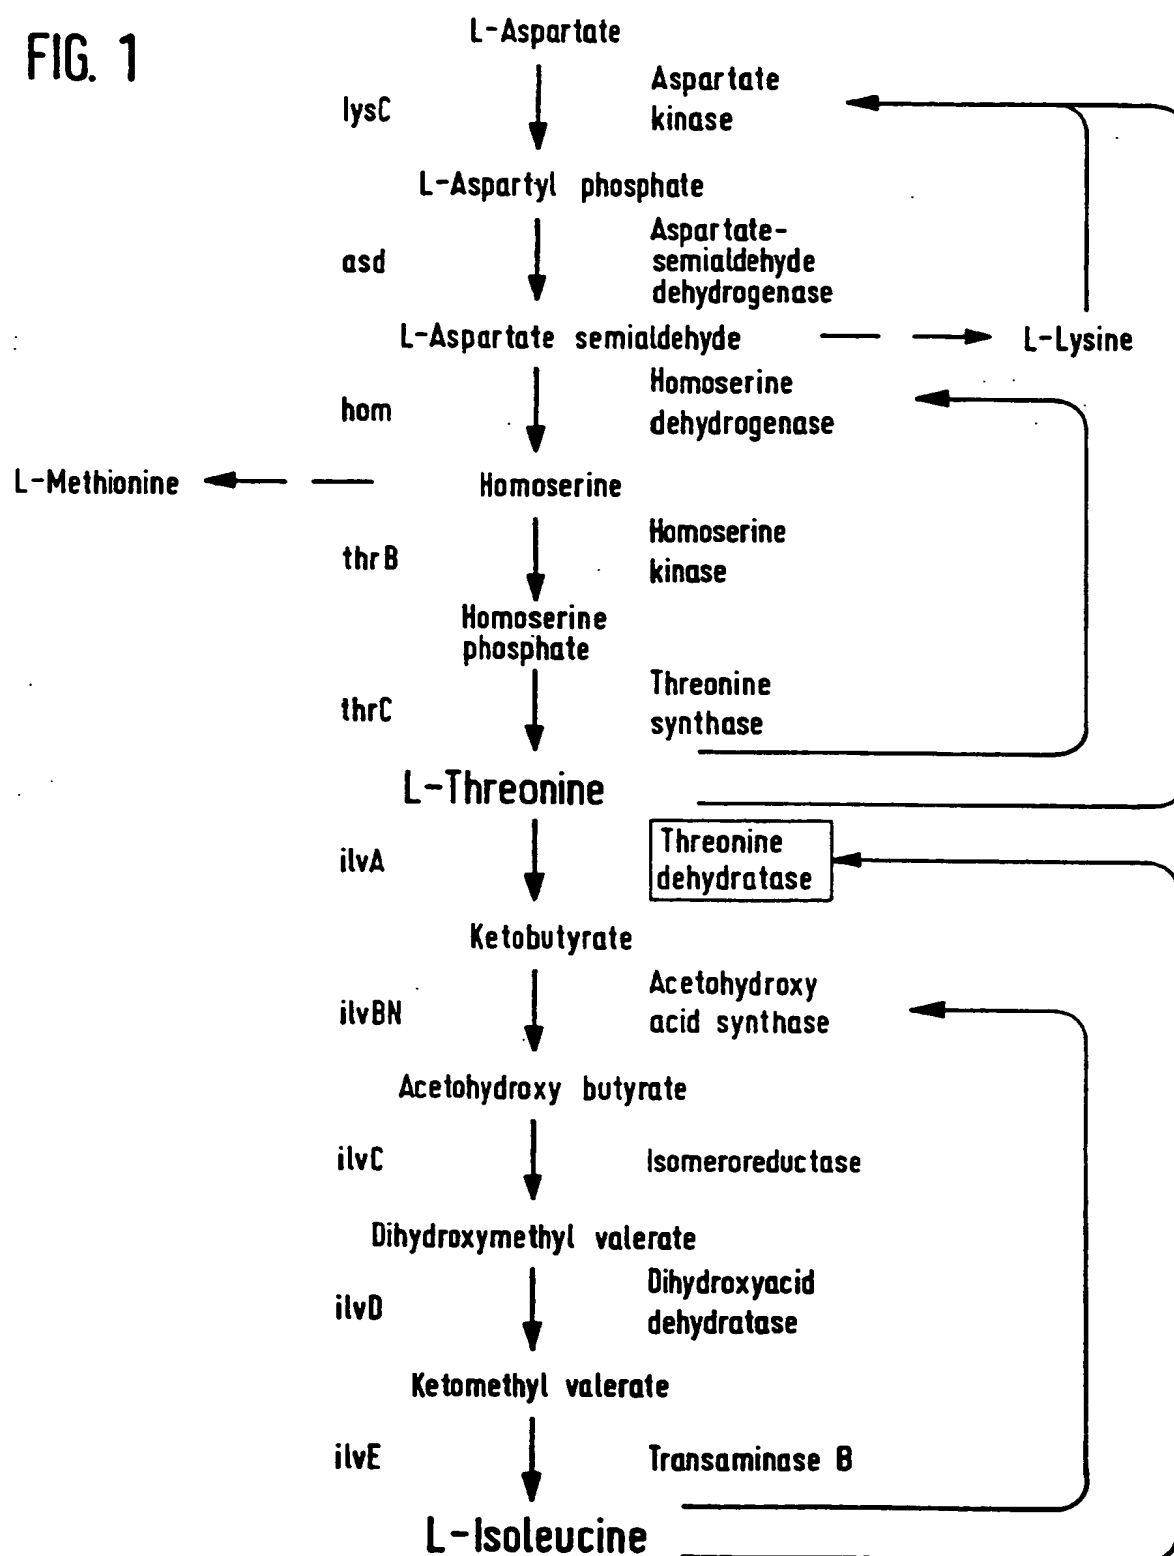 FIG. 1
L-Aspartate
lysC
Aspartate
kinase
L-Aspartyl phosphate
asd
Aspartate-
semialdehyde
dehydrogenase
L-Aspartate semialdehyde
L-Lysine
hom
Homoserine
dehydrogenase
L-Methionine
Homoserine
thrB
Homoserine
kinase
Homoserine
phosphate
thrC
Threonine
synthase
L-Threonine
ilvA
Threonine
dehydratase
Ketobutyrate
ilvBN
Acetohydroxy
acid synthase
Acetohydroxy butyrate
ilvC
Isomeroreductase
Dihydroxymethyl valerate
ilvD
Dihydroxyacid
dehydratase
Ketomethyl valerate
ilvE
Transaminase B
L-Isoleucine